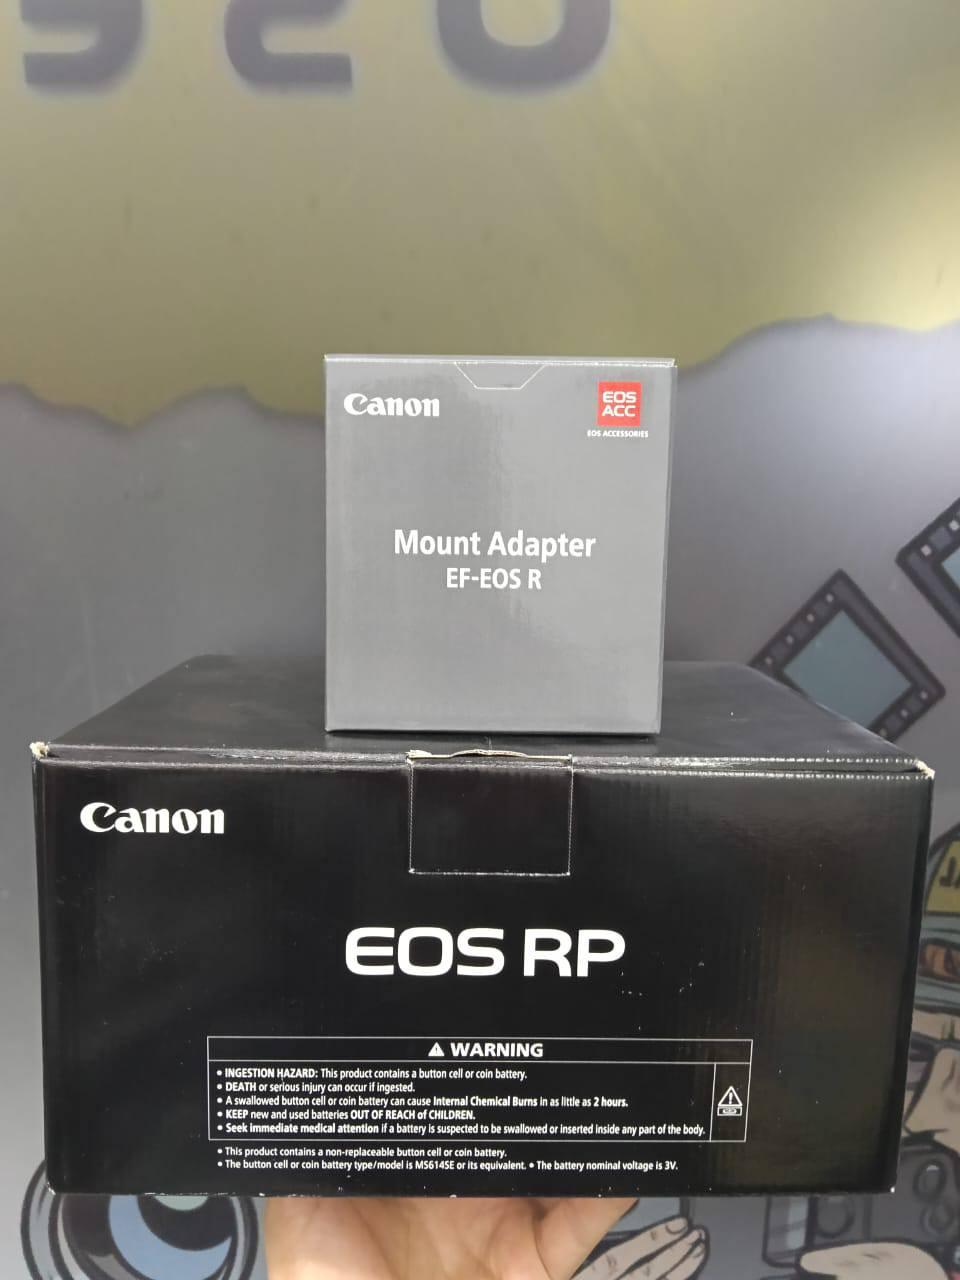 Canon
EOS
ACC
EOS ACCESSORIES
Mount Adapter
EF-EOS R
Canon
EOS RP
⚠ WARNING
• INGESTION HAZARD: This product contains a button cell or coin battery.
• DEATH or serious injury can occur if ingested.
• A swallowed button cell or coin battery can cause Internal Chemical Burns in as little as 2 hours.
• KEEP new and used batteries OUT OF REACH of CHILDREN.
• Seek immediate medical attention if a battery is suspected to be swallowed or inserted inside any part of the body.
• This product contains a non-replaceable button cell or coin battery.
• The button cell or coin battery type/model is MS614SE or its equivalent. • The battery nominal voltage is 3V.